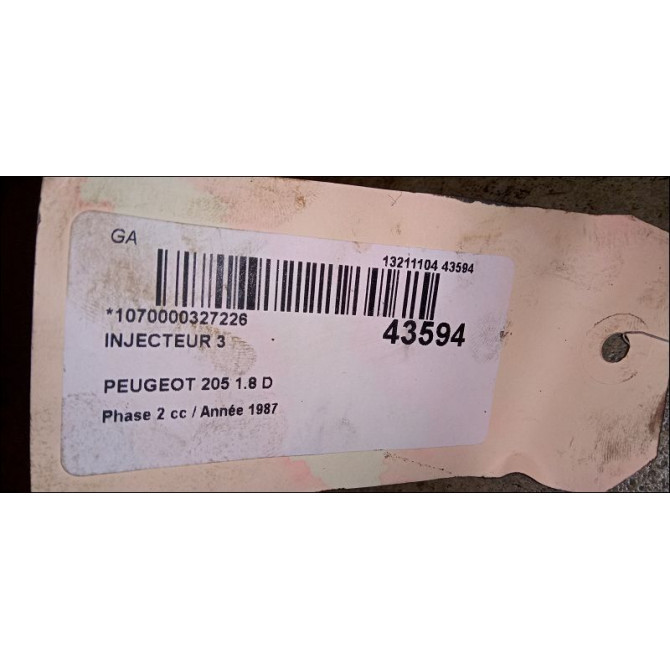 GA
13211104 43594
*1070000327226
43594
INJECTEUR 3
PEUGEOT 205 1.8 D
Phase 2 cc / Année 1987